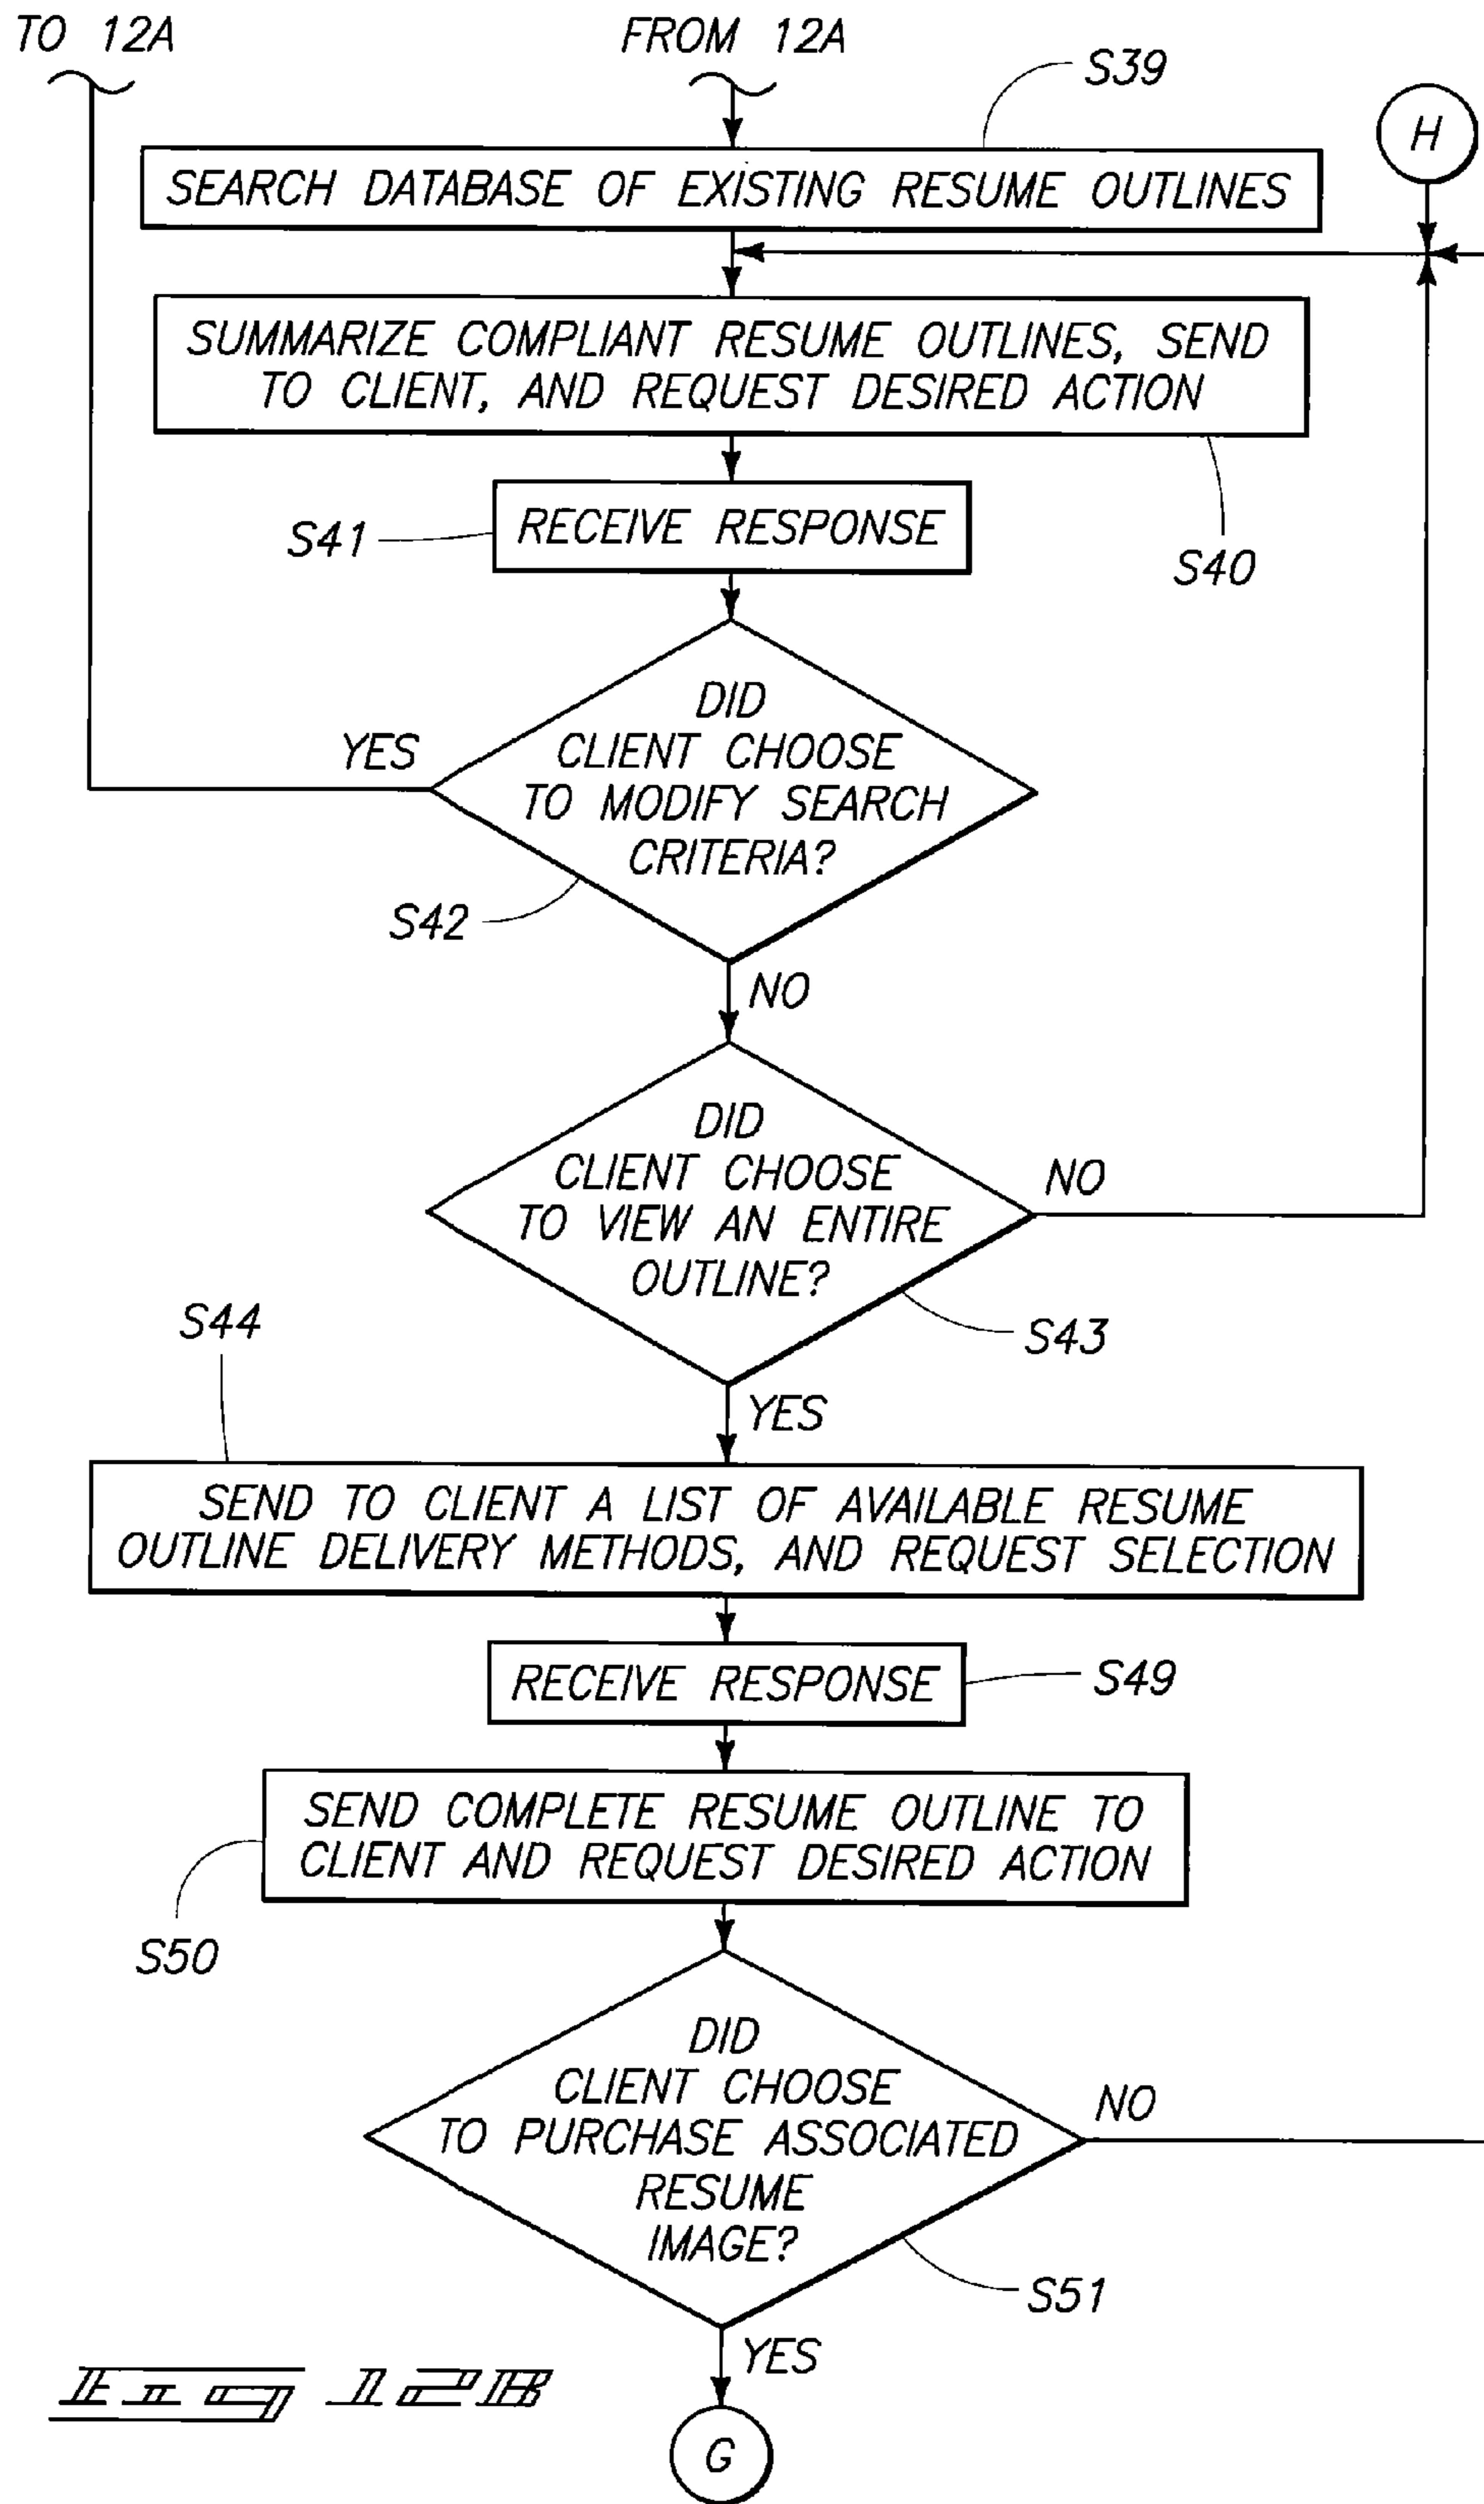 TO 12A
FROM 12A
S39
H
SEARCH DATABASE OF EXISTING RESUME OUTLINES
SUMMARIZE COMPLIANT RESUME OUTLINES, SEND
TO CLIENT, AND REQUEST DESIRED ACTION
S41
RECEIVE RESPONSE
S40
DID
CLIENT CHOOSE
TO MODIFY SEARCH
CRITERIA?
YES
S42
NO
DID
CLIENT CHOOSE
TO VIEW AN ENTIRE
OUTLINE?
NO
S43
S44
YES
SEND TO CLIENT A LIST OF AVAILABLE RESUME
OUTLINE DELIVERY METHODS, AND REQUEST SELECTION
RECEIVE RESPONSE
S49
SEND COMPLETE RESUME OUTLINE TO
CLIENT AND REQUEST DESIRED ACTION
S50
DID
CLIENT CHOOSE
TO PURCHASE ASSOCIATED
RESUME
IMAGE?
NO
S51
YES
Fig 12B
G